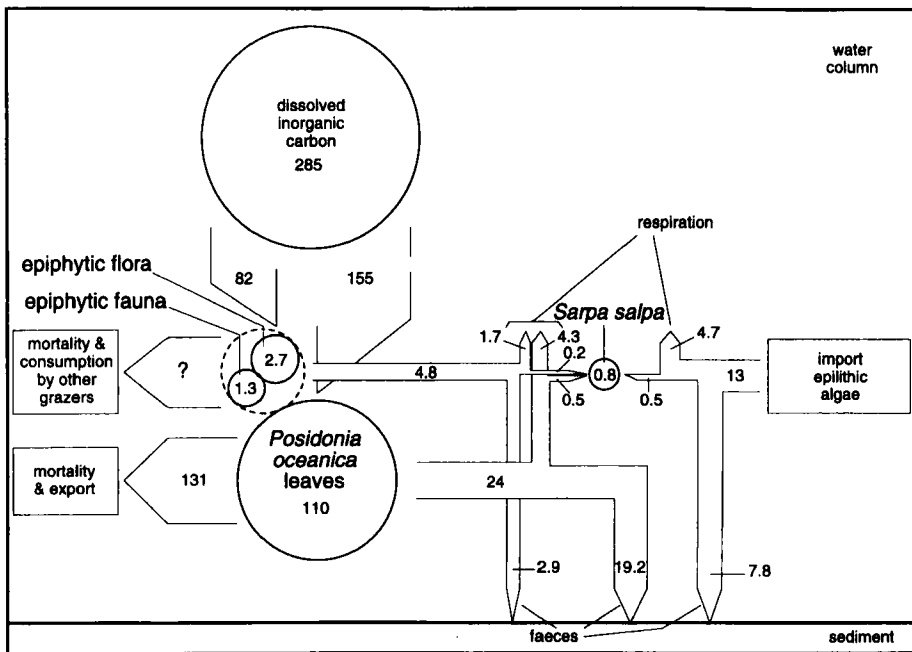 water
column
dissolved
inorganic
carbon
285
respiration
epiphytic flora
82
155
epiphytic fauna
Sarpa salpa
mortality &
consumption
by other
grazers
?
2.7
1.3
1.7
4.3
4.7
0.2
4.8
0.8
0.5
0.5
13
import
epilithic
algae
Posidonia
oceanica
leaves
110
mortality
& export
131
24
2.9
19.2
7.8
faeces
sediment